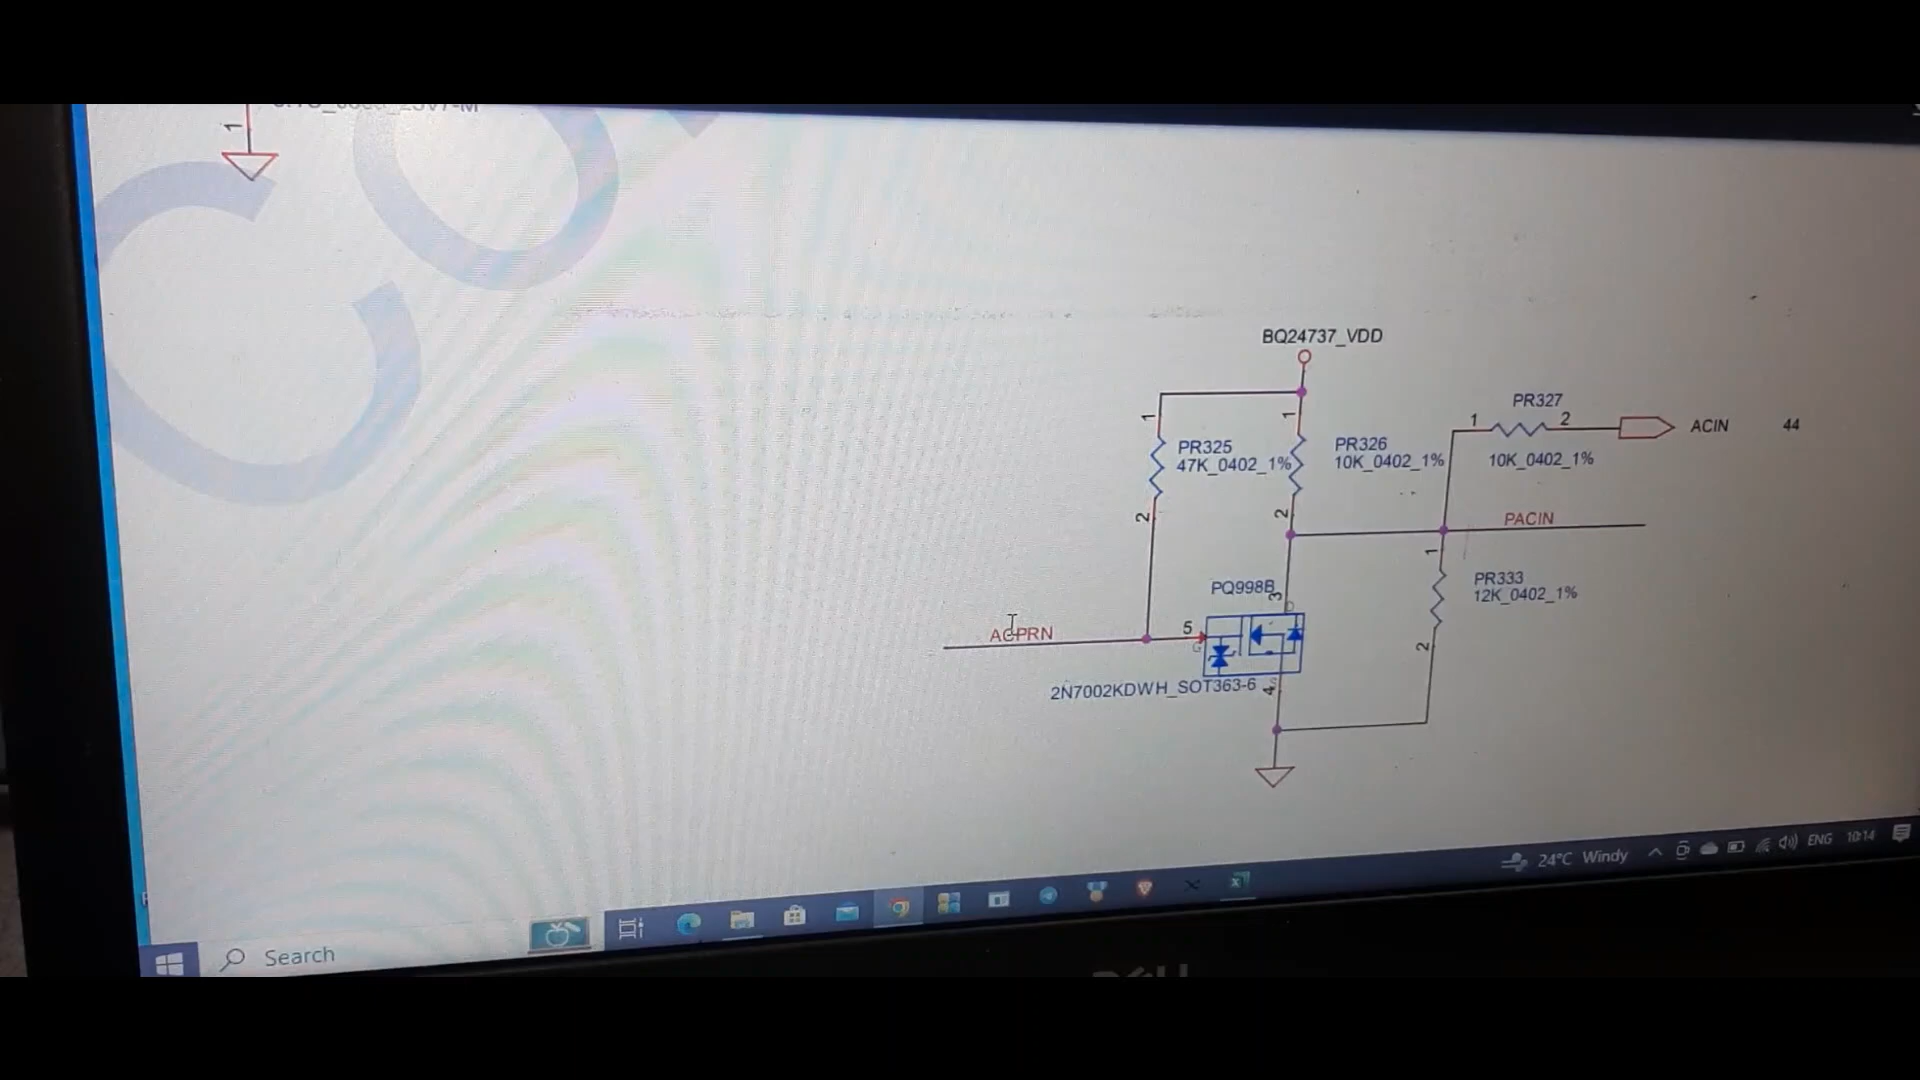 BQ24737_VDD
1
1
1
PR327
1
2
ACIN
44
PR325
47K_0402_1%
PR326
10K_0402_1%
10K_0402_1%
2
2
PACIN
1
PR333
12K_0402_1%
PQ998B
3
D
ACPRN
5
G
2
2N7002KDWH_SOT363-6
4
S
24°C Windy
ENG
10:14
Search